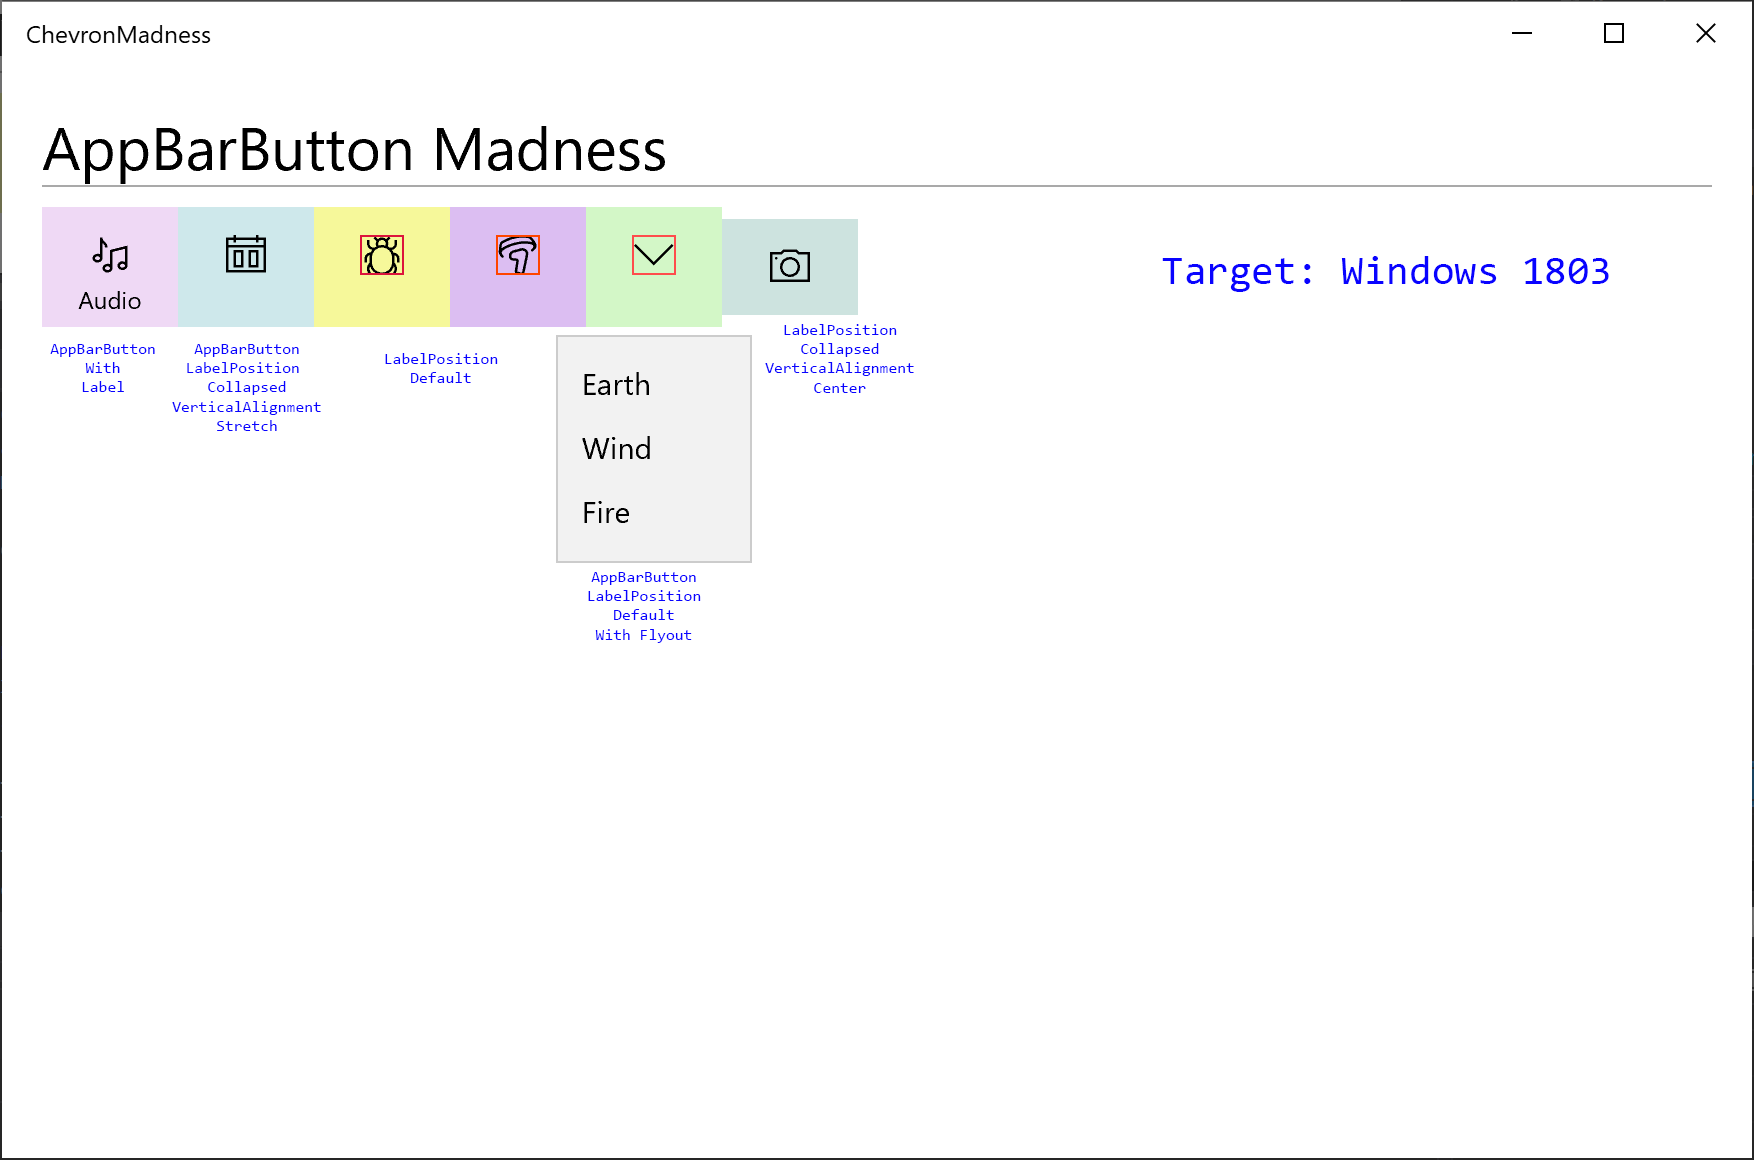 ChevronMadness
AppBarButton Madness
Audio
Target: Windows 1803
AppBarButton
With
Label
AppBarButton
LabelPosition
Collapsed
VerticalAlignment
Stretch
LabelPosition
Default
Earth
Wind
Fire
AppBarButton
LabelPosition
Default
With Flyout
LabelPosition
Collapsed
VerticalAlignment
Center